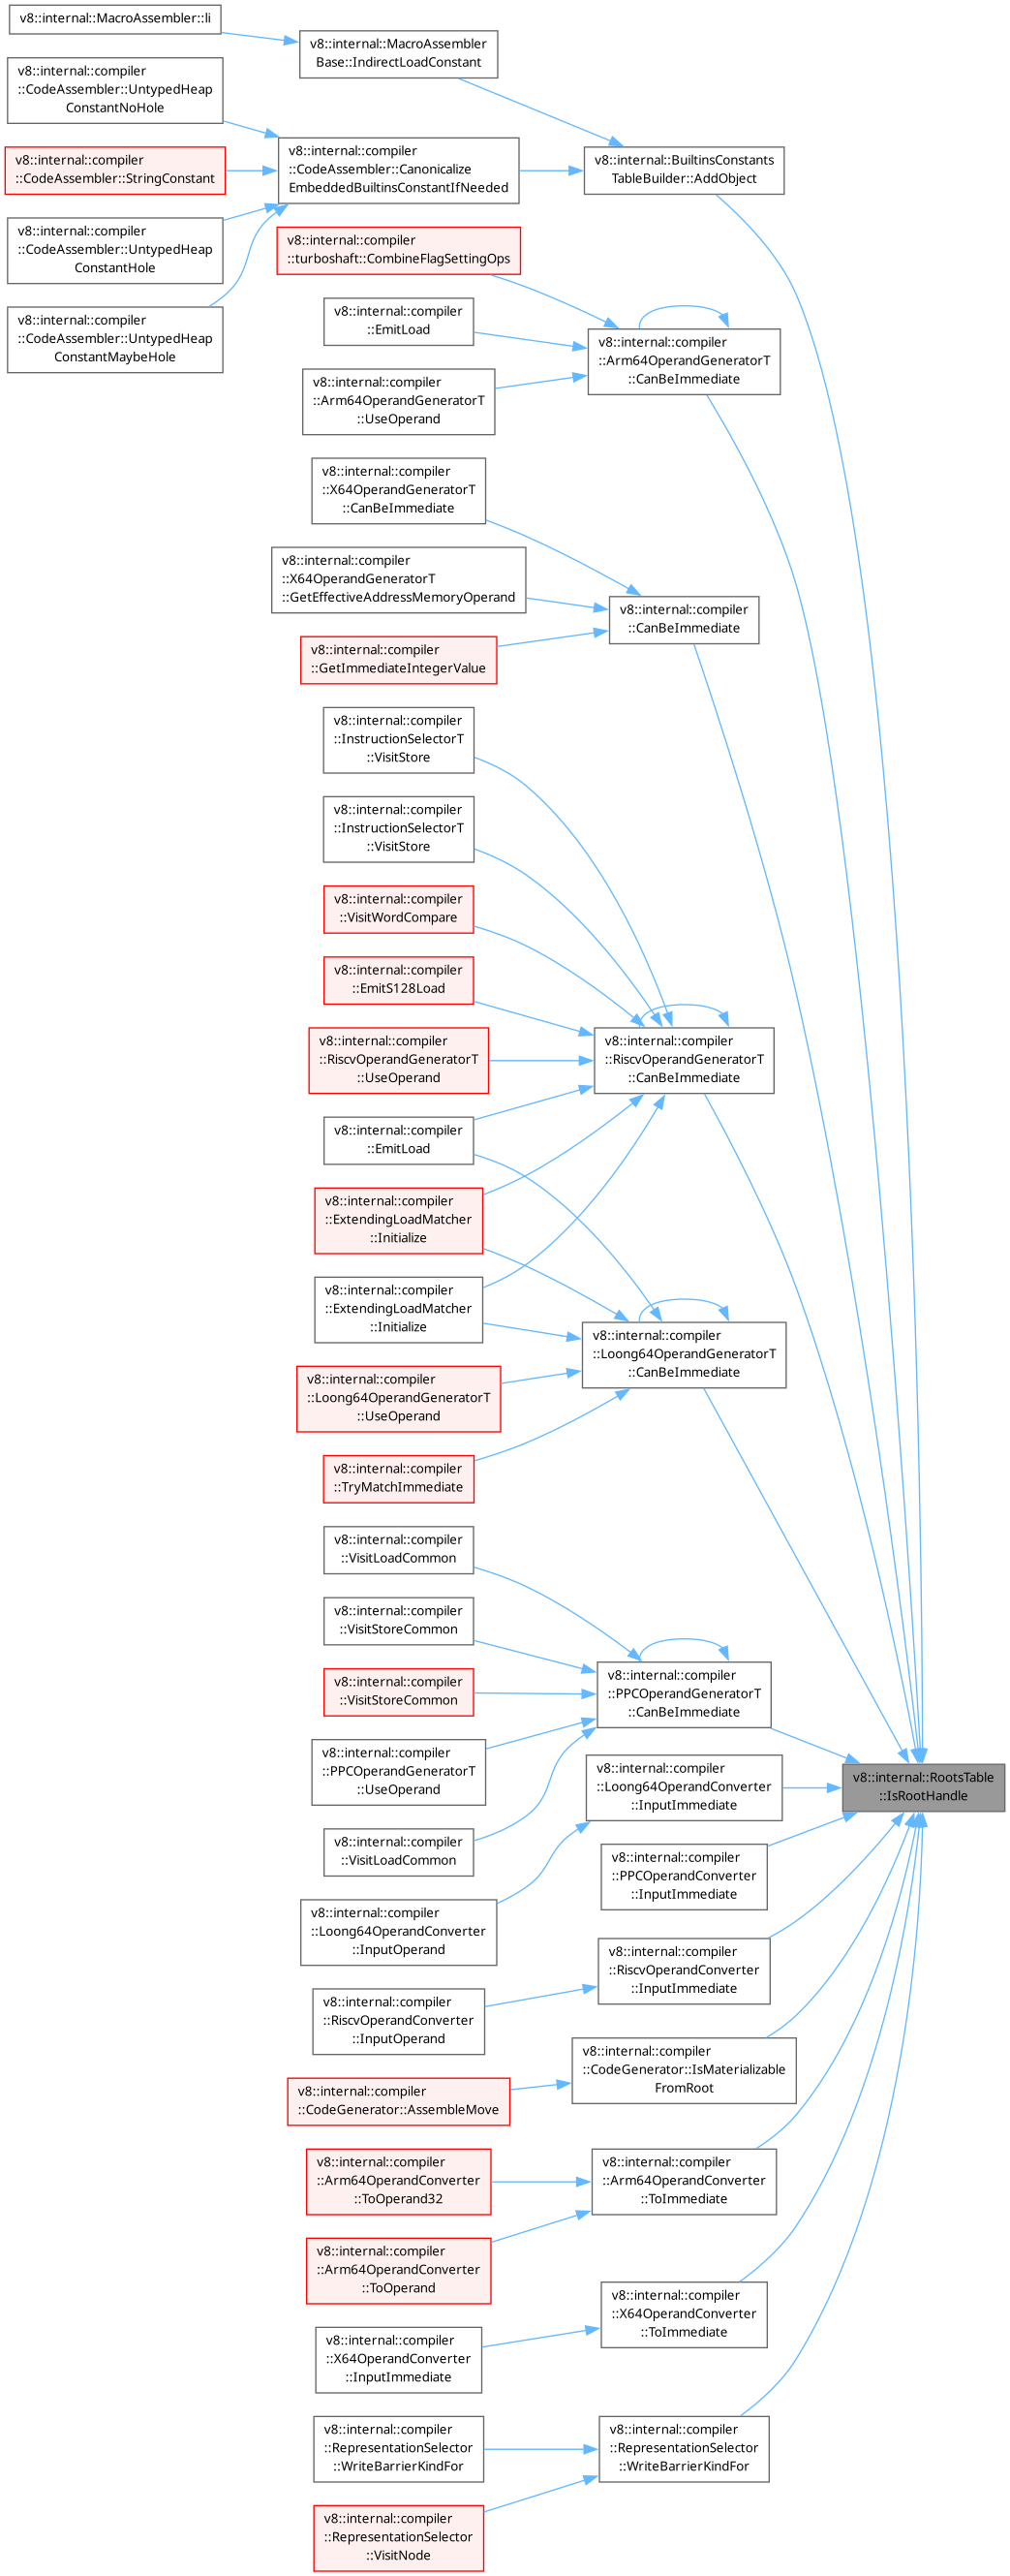 v8::internal::MacroAssembler::li
v8::internal::MacroAssembler
Base::IndirectLoadConstant
v8::internal::compiler
::CodeAssembler::UntypedHeap
ConstantNoHole
v8::internal::compiler
::CodeAssembler::Canonicalize
EmbeddedBuiltinsConstantIfNeeded
v8::internal::BuiltinsConstants
TableBuilder::AddObject
v8::internal::compiler
::CodeAssembler::StringConstant
v8::internal::compiler
::CodeAssembler::UntypedHeap
ConstantHole
v8::internal::compiler
::CodeAssembler::UntypedHeap
ConstantMaybeHole
v8::internal::compiler
::turboshaft::CombineFlagSettingOps
v8::internal::compiler
::EmitLoad
v8::internal::compiler
::Arm64OperandGeneratorT
::CanBeImmediate
v8::internal::compiler
::Arm64OperandGeneratorT
::UseOperand
v8::internal::compiler
::X64OperandGeneratorT
::CanBeImmediate
v8::internal::compiler
::X64OperandGeneratorT
::GetEffectiveAddressMemoryOperand
v8::internal::compiler
::CanBeImmediate
v8::internal::compiler
::GetImmediateIntegerValue
v8::internal::compiler
::InstructionSelectorT
::VisitStore
v8::internal::compiler
::InstructionSelectorT
::VisitStore
v8::internal::compiler
::VisitWordCompare
v8::internal::compiler
::EmitS128Load
v8::internal::compiler
::RiscvOperandGeneratorT
::UseOperand
v8::internal::compiler
::RiscvOperandGeneratorT
::CanBeImmediate
v8::internal::compiler
::EmitLoad
v8::internal::compiler
::ExtendingLoadMatcher
::Initialize
v8::internal::compiler
::ExtendingLoadMatcher
::Initialize
v8::internal::compiler
::Loong64OperandGeneratorT
::CanBeImmediate
v8::internal::compiler
::Loong64OperandGeneratorT
::UseOperand
v8::internal::compiler
::TryMatchImmediate
v8::internal::compiler
::VisitLoadCommon
v8::internal::compiler
::VisitStoreCommon
v8::internal::compiler
::VisitStoreCommon
v8::internal::compiler
::PPCOperandGeneratorT
::CanBeImmediate
v8::internal::compiler
::PPCOperandGeneratorT
::UseOperand
v8::internal::compiler
::Loong64OperandConverter
::InputImmediate
v8::internal::RootsTable
::IsRootHandle
v8::internal::compiler
::VisitLoadCommon
v8::internal::compiler
::PPCOperandConverter
::InputImmediate
v8::internal::compiler
::Loong64OperandConverter
::InputOperand
v8::internal::compiler
::RiscvOperandConverter
::InputImmediate
v8::internal::compiler
::RiscvOperandConverter
::InputOperand
v8::internal::compiler
::CodeGenerator::IsMaterializable
FromRoot
v8::internal::compiler
::CodeGenerator::AssembleMove
v8::internal::compiler
::Arm64OperandConverter
::ToOperand32
v8::internal::compiler
::Arm64OperandConverter
::ToImmediate
v8::internal::compiler
::Arm64OperandConverter
::ToOperand
v8::internal::compiler
::X64OperandConverter
::ToImmediate
v8::internal::compiler
::X64OperandConverter
::InputImmediate
v8::internal::compiler
::RepresentationSelector
::WriteBarrierKindFor
v8::internal::compiler
::RepresentationSelector
::WriteBarrierKindFor
v8::internal::compiler
::RepresentationSelector
::VisitNode